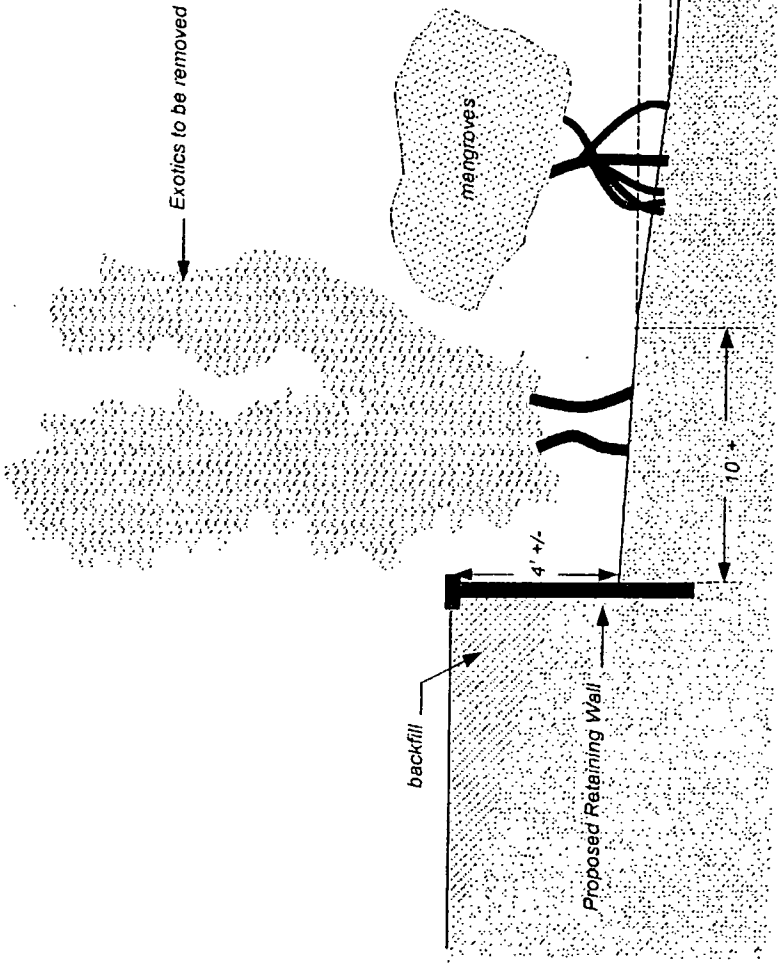 Exotics to be removed
mangroves
4' +/-
10' +
backfill
Proposed Retaining Wall